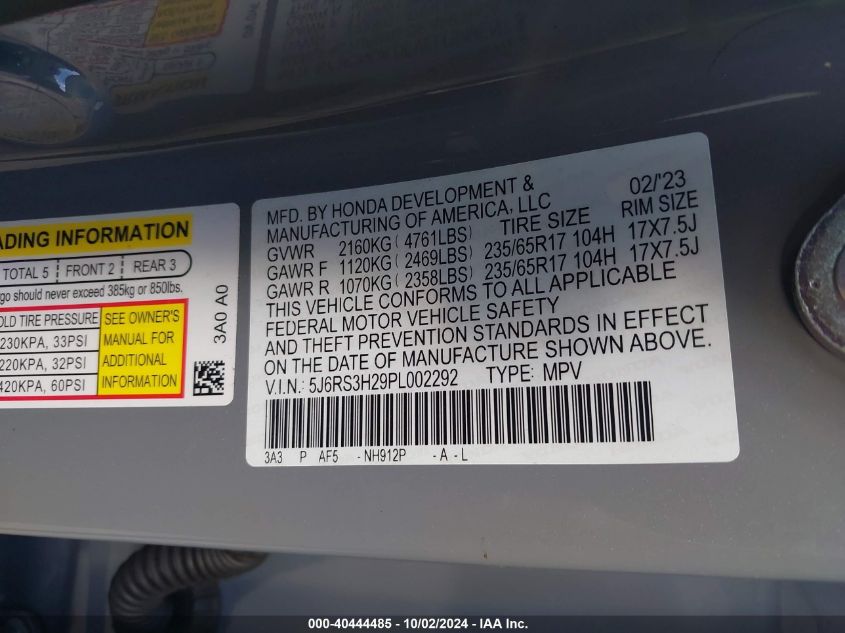 ADING INFORMATION
TOTAL 5 FRONT 2 REAR 3
go should never exceed 385kg or 850lbs.
OLD TIRE PRESSURE
230KPA, 33PSI
220KPA, 32PSI
420KPA, 60PSI
SEE OWNER'S
MANUAL FOR
ADDITIONAL
INFORMATION
3A0 A0
MFD. BY HONDA DEVELOPMENT & 02/'23
MANUFACTURING OF AMERICA, LLC
TIRE SIZE RIM SIZE
GVWR 2160KG( 4761LBS)
GAWR F 1120KG( 2469LBS) 235/65R17 104H 17X7.5J
GAWR R 1070KG( 2358LBS) 235/65R17 104H 17X7.5J
THIS VEHICLE CONFORMS TO ALL APPLICABLE
FEDERAL MOTOR VEHICLE SAFETY
AND THEFT PREVENTION STANDARDS IN EFFECT
ON THE DATE OF MANUFACTURE SHOWN ABOVE.
V.I.N.: 5J6RS3H29PL002292 TYPE: MPV
3A3 P AF5 -NH912P -A-L
000-40444485 - 10/02/2024 - IAA Inc.